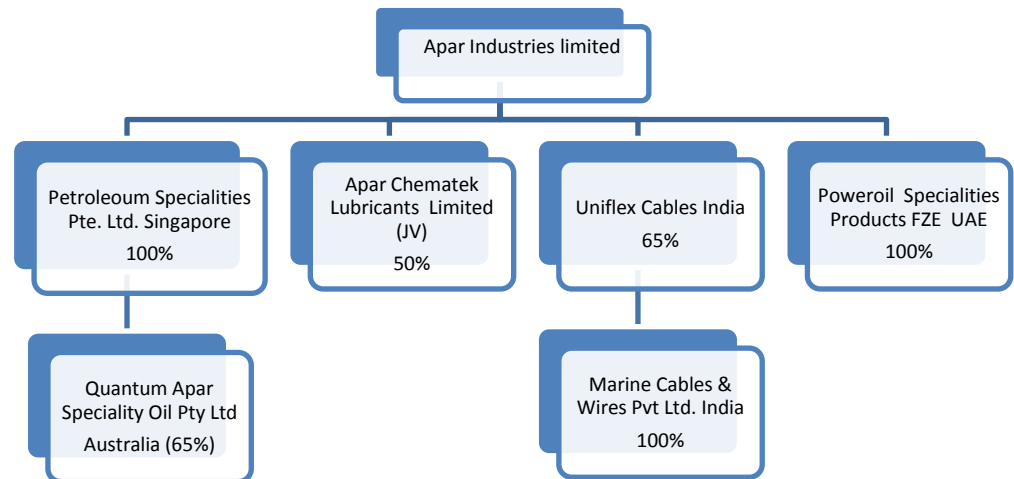 Apar Industries limited
Petroleoum Specialities
Pte. Ltd. Singapore
100%
Apar Chematek
Lubricants Limited
(JV)
50%
Uniflex Cables India
65%
Poweroil Specialities
Products FZE UAE
100%
Quantum Apar
Speciality Oil Pty Ltd
Australia (65%)
Marine Cables &
Wires Pvt Ltd. India
100%